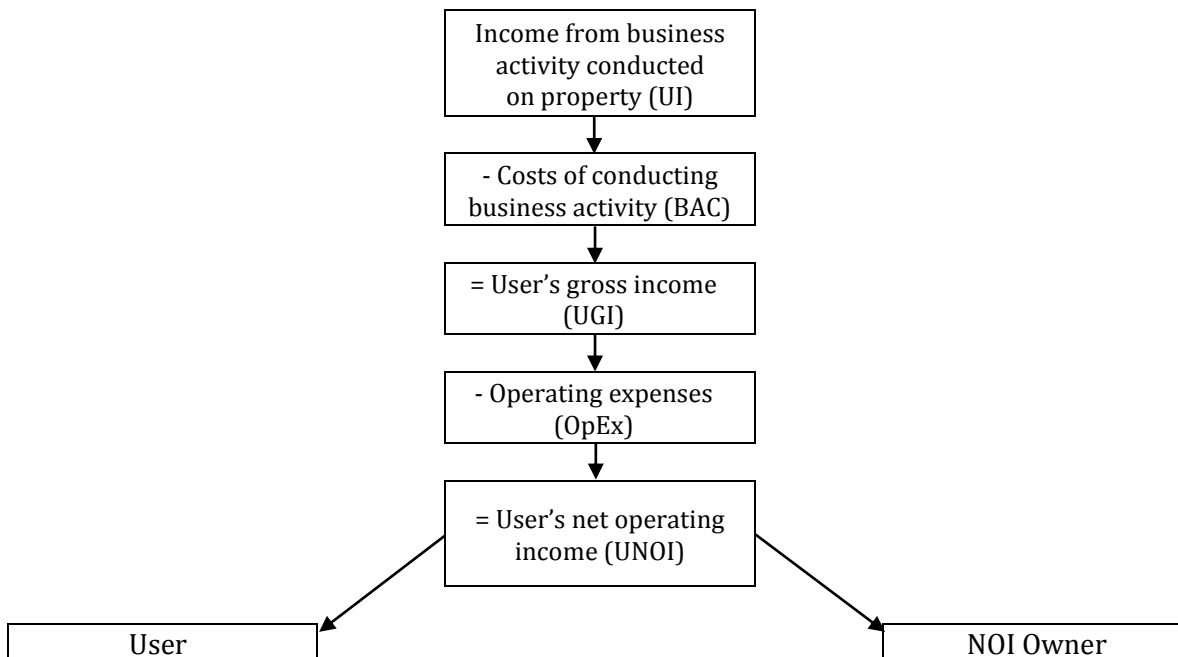 Income from business
activity conducted
on property (UI)
- Costs of conducting
business activity (BAC)
= User’s gross income
(UGI)
- Operating expenses
(OpEx)
= User’s net operating
income (UNOI)
User
NOI Owner